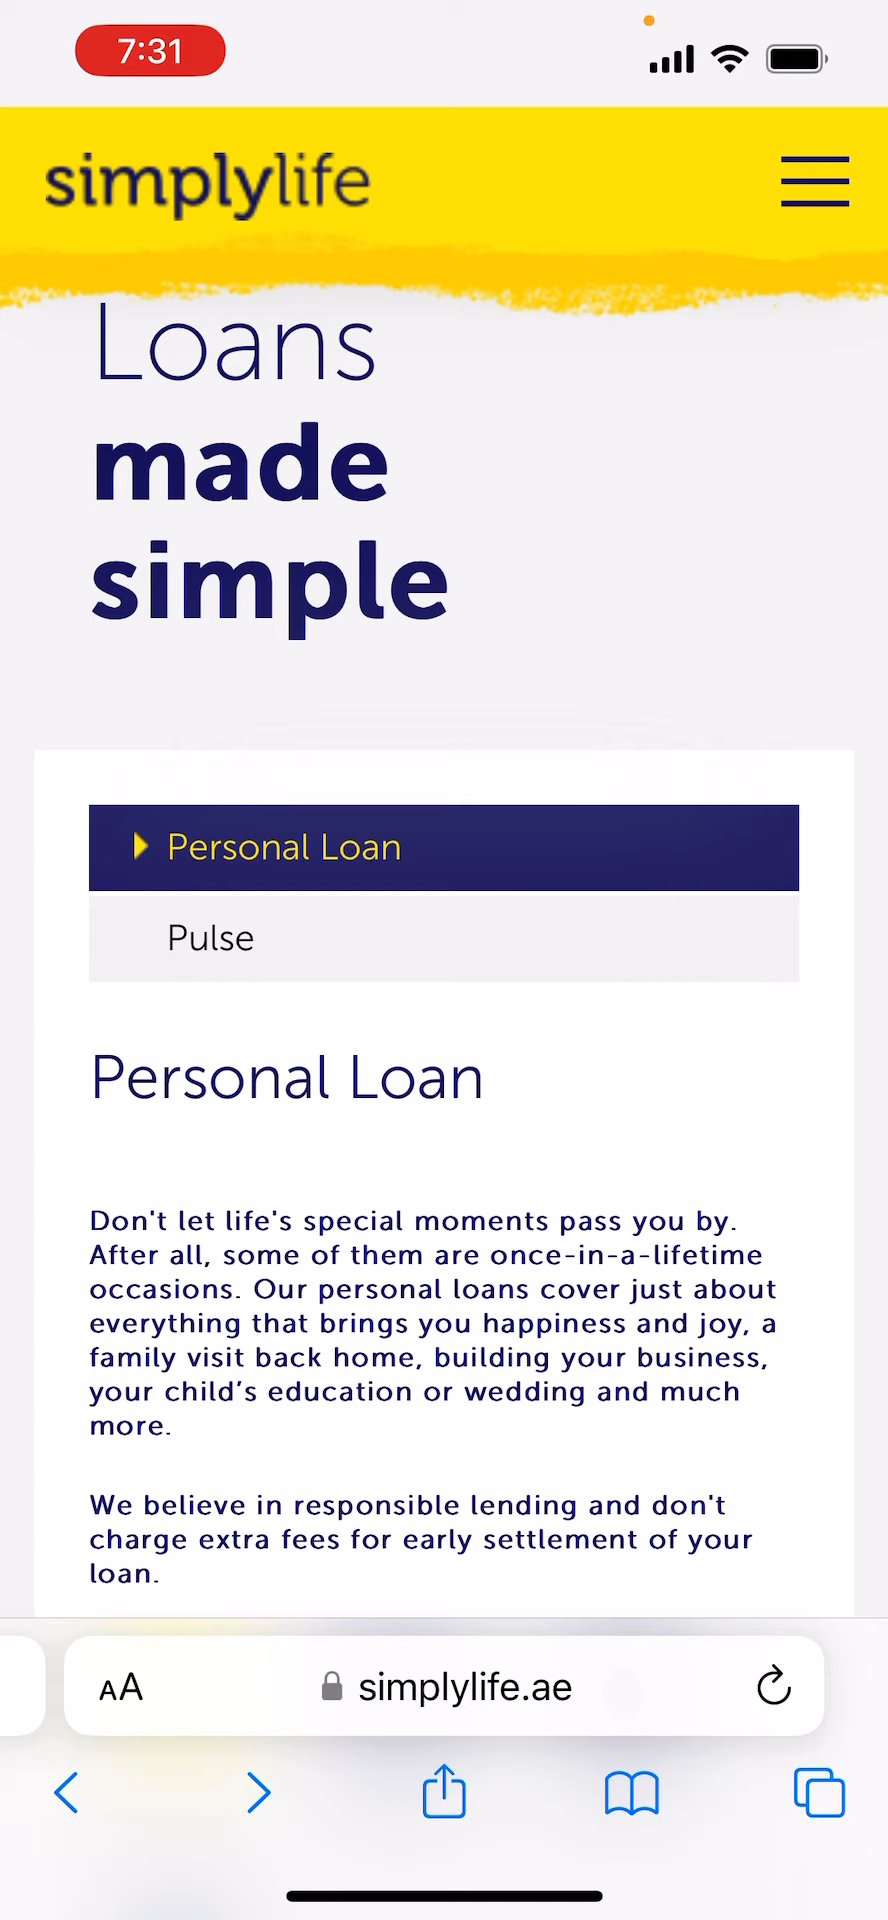 7:31
simplylife
Loans
made
simple
Personal Loan
Pulse
Personal Loan
Don't let life's special moments pass you by.
After all, some of them are once-in-a-lifetime
occasions. Our personal loans cover just about
everything that brings you happiness and joy, a
family visit back home, building your business,
your child’s education or wedding and much
more.
We believe in responsible lending and don't
charge extra fees for early settlement of your
loan.
AA simplylife.ae